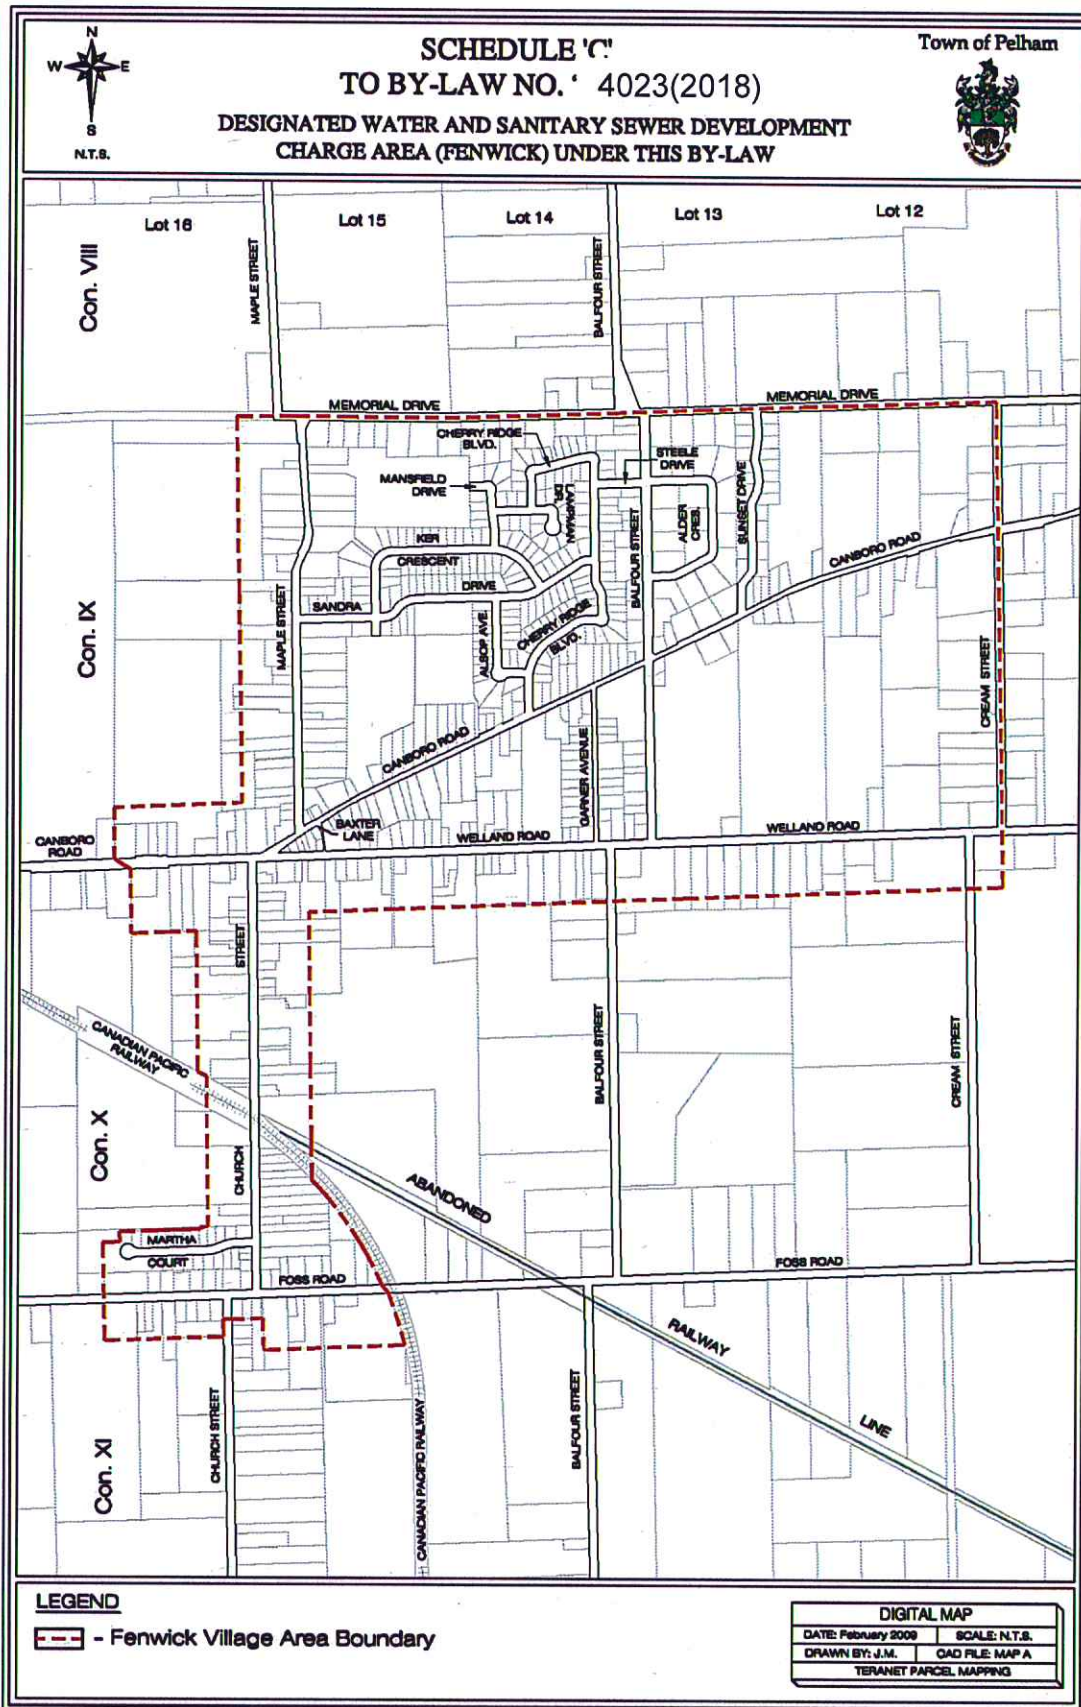 N
W E
S
N.T.S.
SCHEDULE 'C'
TO BY-LAW NO. ' 4023(2018)
DESIGNATED WATER AND SANITARY SEWER DEVELOPMENT
CHARGE AREA (FENWICK) UNDER THIS BY-LAW
Town of Pelham
Lot 16
Lot 15
Lot 14
Lot 13
Lot 12
Con. VIII
MAPLE STREET
BALFOUR STREET
MEMORIAL DRIVE
MEMORIAL DRIVE
CHERRY RIDGE
BLVD.
STEELE
DRIVE
MANSFIELD
DRIVE
LAMPMAN
DR.
ALDER
CRES.
SUNSET DRIVE
KER
CRESCENT
BALFOUR STREET
CANBORO ROAD
DRIVE
SANDRA
Con. IX
MAPLE STREET
ALSOP AVE.
CHERRY RIDGE
BLVD.
CREAM STREET
CANBORO ROAD
GARNER AVENUE
BAXTER
LANE
WELLAND ROAD
WELLAND ROAD
CANBORO
ROAD
STREET
CANADIAN PACIFIC
RAILWAY
BALFOUR STREET
CREAM STREET
Con. X
CHURCH
ABANDONED
MARTHA
COURT
FOSS ROAD
FOSS ROAD
RAILWAY
LINE
Con. XI
CHURCH STREET
CANADIAN PACIFIC RAILWAY
BALFOUR STREET
LEGEND
- Fenwick Village Area Boundary
DIGITAL MAP
DATE: February 2009 SCALE: N.T.S.
DRAWN BY: J.M. CAD FILE: MAP A
TERANET PARCEL MAPPING